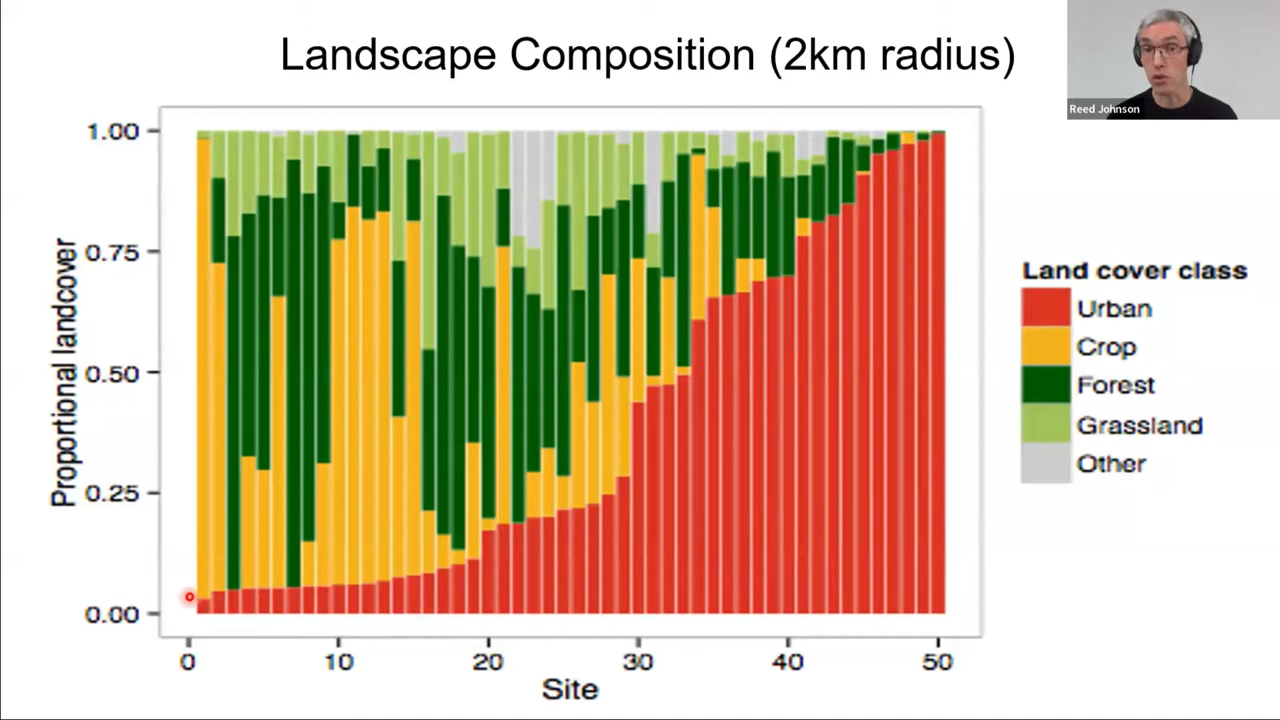 Landscape Composition (2km radius)
Reed Johnson
Proportional landcover
1.00
0.75
0.50
0.25
0.00
0 10 20 30 40 50
Site
Land cover class
Urban
Crop
Forest
Grassland
Other